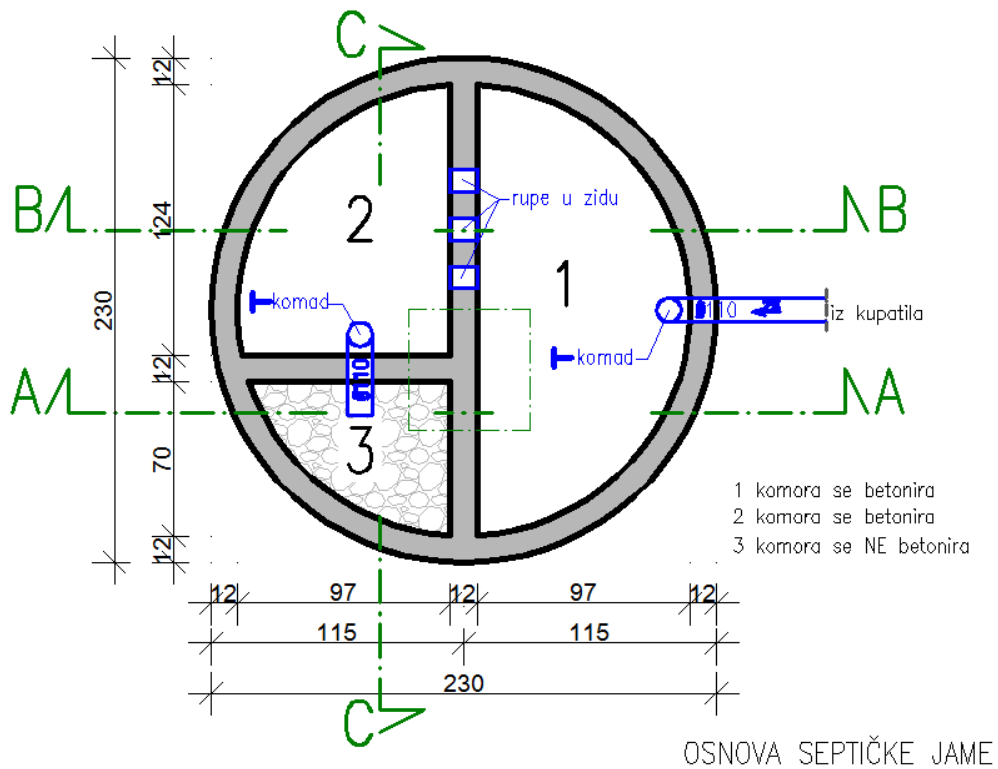 C
12
B
B
124
2
rupe u zidu
1
230
T komad
ø110
iz kupatila
T komad
12
ø110
A
A
70
3
1 komora se betonira
2 komora se betonira
3 komora se NE betonira
12
12
97
12
97
12
115
115
230
C
OSNOVA SEPTIČKE JAME